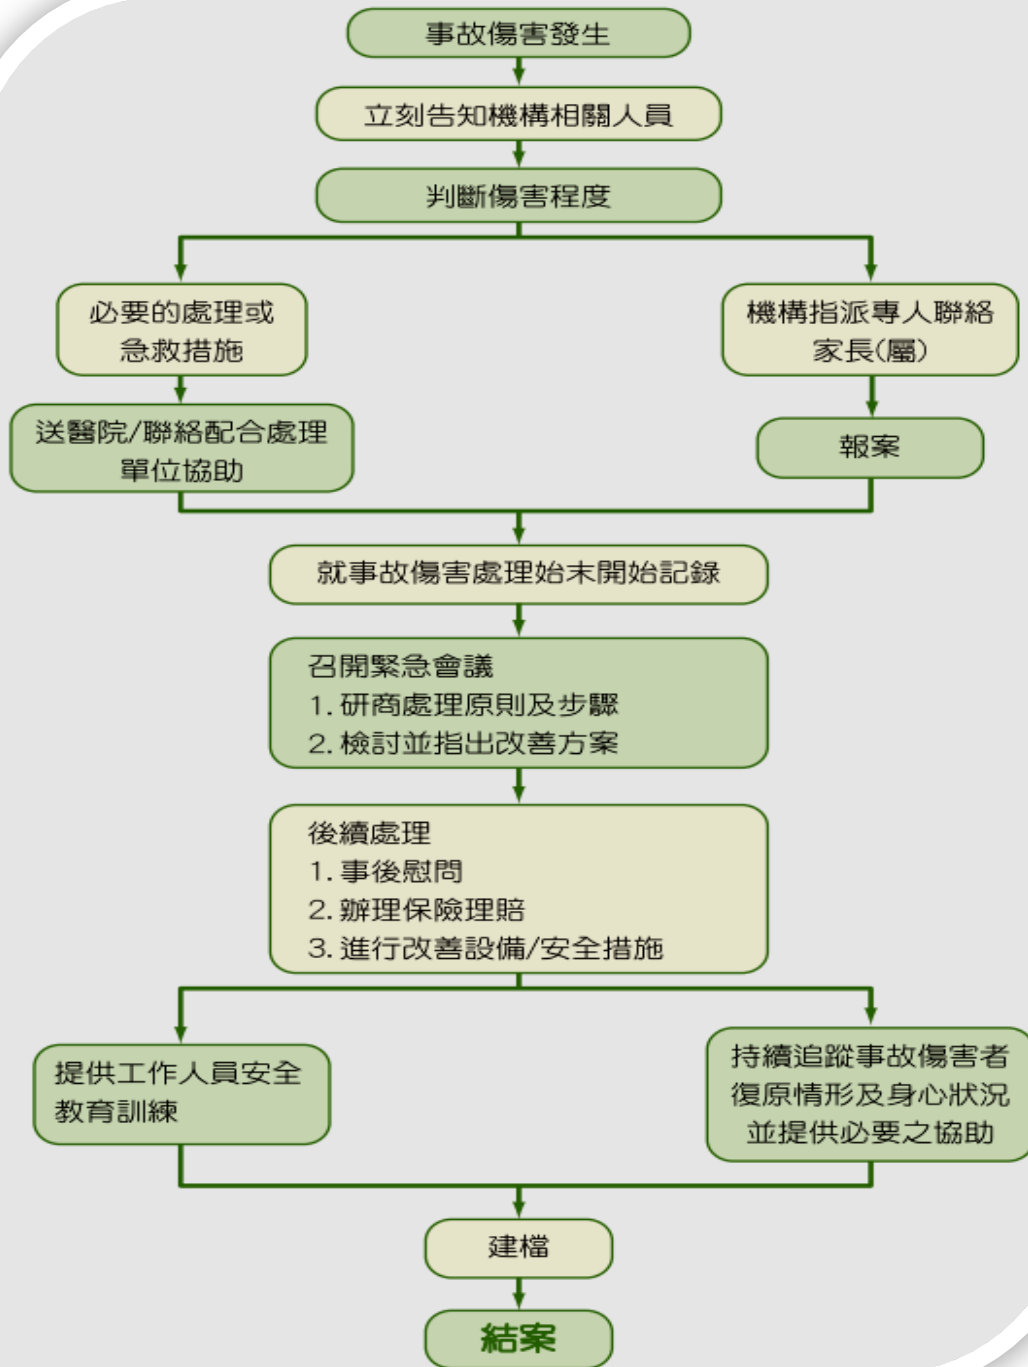 事故傷害發生
立刻告知機構相關人員
判斷傷害程度
必要的處理或
急救措施
機構指派專人聯絡
家長(屬)
送醫院/聯絡配合處理
單位協助
報案
就事故傷害處理始末開始記錄
召開緊急會議
1. 研商處理原則及步驟
2. 檢討並指出改善方案
後續處理
1. 事後慰問
2. 辦理保險理賠
3. 進行改善設備/安全措施
提供工作人員安全
教育訓練
持續追蹤事故傷害者
復原情形及身心狀況
並提供必要之協助
建檔
結案